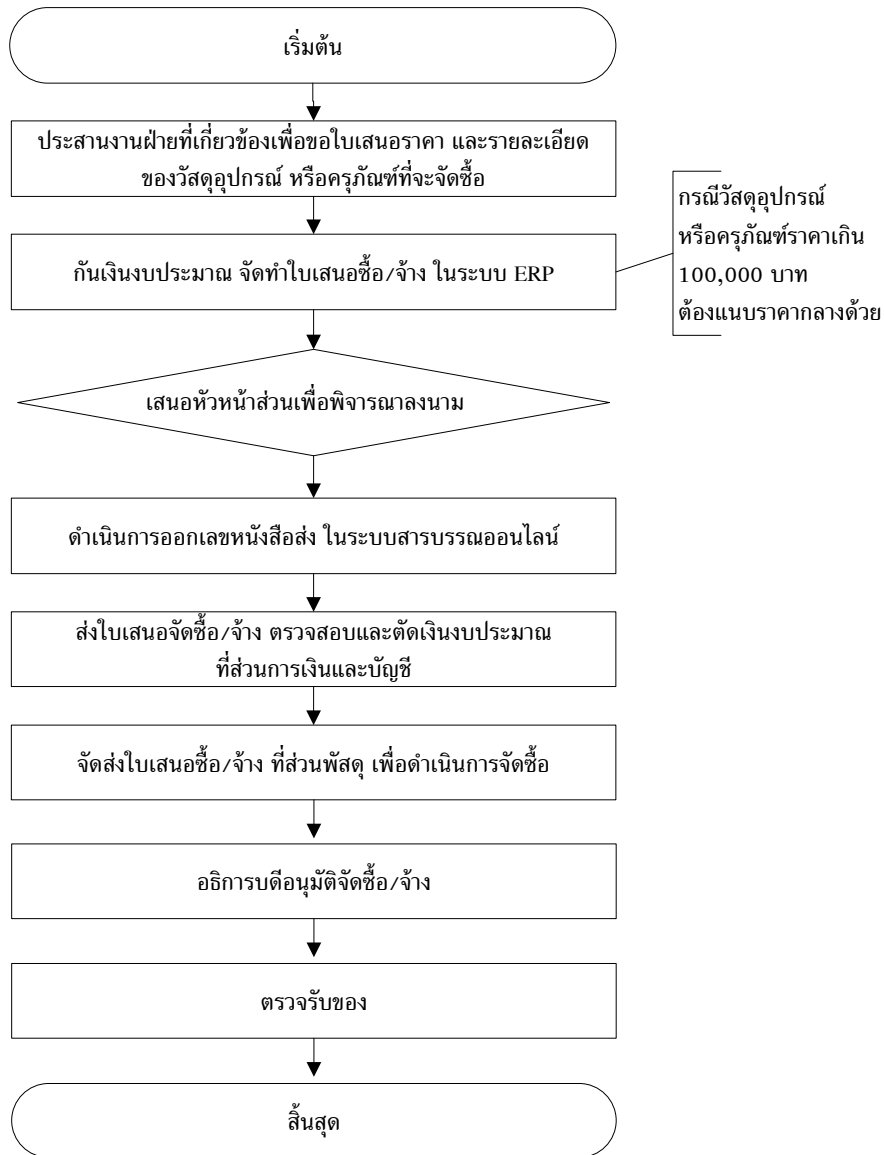 เริ่มต้น
ประสานงานฝ่ายที่เกี่ยวข้องเพื่อขอใบเสนอราคา และรายละเอียด
ของวัสดุอุปกรณ์ หรือครุภัณฑ์ที่จะจัดซื้อ
กันเงินงบประมาณ จัดทำใบเสนอซื้อ/จ้าง ในระบบ ERP
กรณีวัสดุอุปกรณ์
หรือครุภัณฑ์ราคาเกิน
100,000 บาท
ต้องแนบราคากลางด้วย
เสนอหัวหน้าส่วนเพื่อพิจารณาลงนาม
ดำเนินการออกเลขหนังสือส่ง ในระบบสารบรรณออนไลน์
ส่งใบเสนอจัดซื้อ/จ้าง ตรวจสอบและตัดเงินงบประมาณ
ที่ส่วนการเงินและบัญชี
จัดส่งใบเสนอซื้อ/จ้าง ที่ส่วนพัสดุ เพื่อดำเนินการจัดซื้อ
อธิการบดีอนุมัติจัดซื้อ/จ้าง
ตรวจรับของ
สิ้นสุด